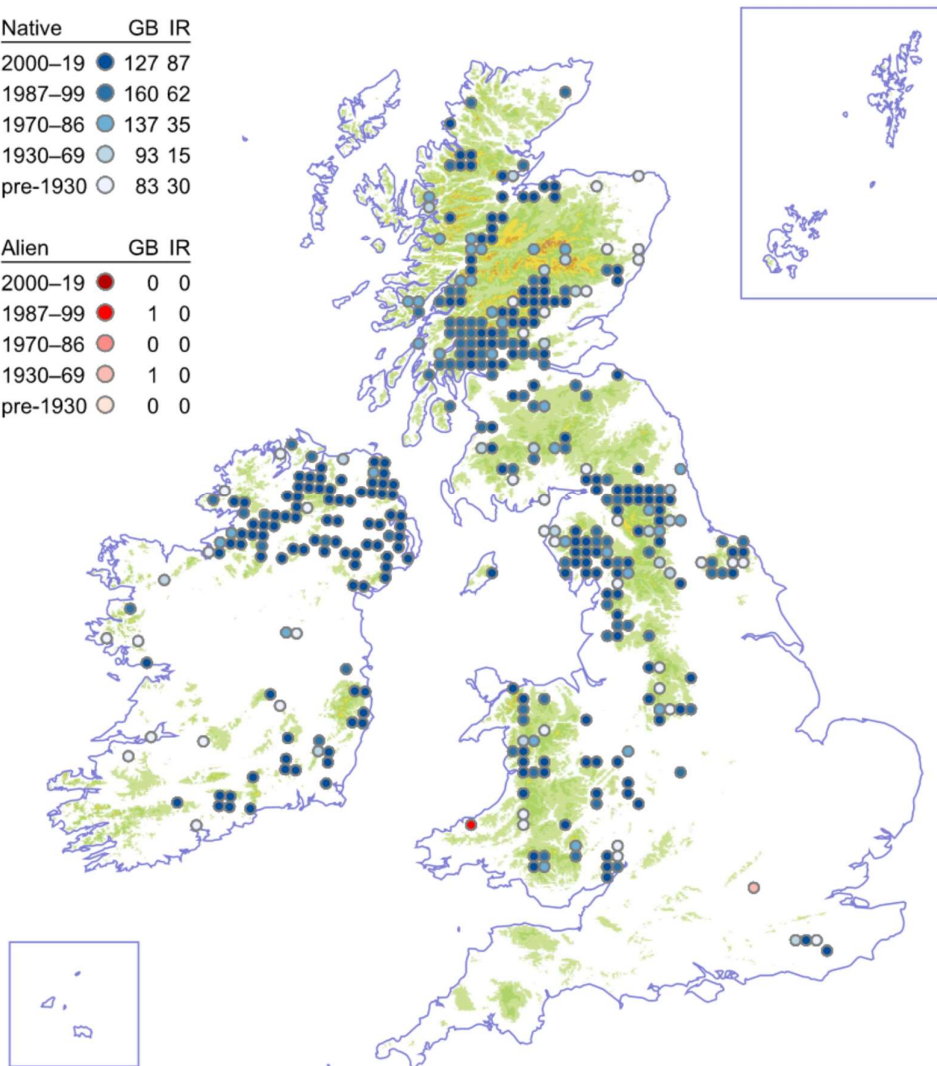 Native GB IR
2000–19 127 87
1987–99 160 62
1970–86 137 35
1930–69 93 15
pre-1930 83 30
Alien GB IR
2000–19 0 0
1987–99 1 0
1970–86 0 0
1930–69 1 0
pre-1930 0 0